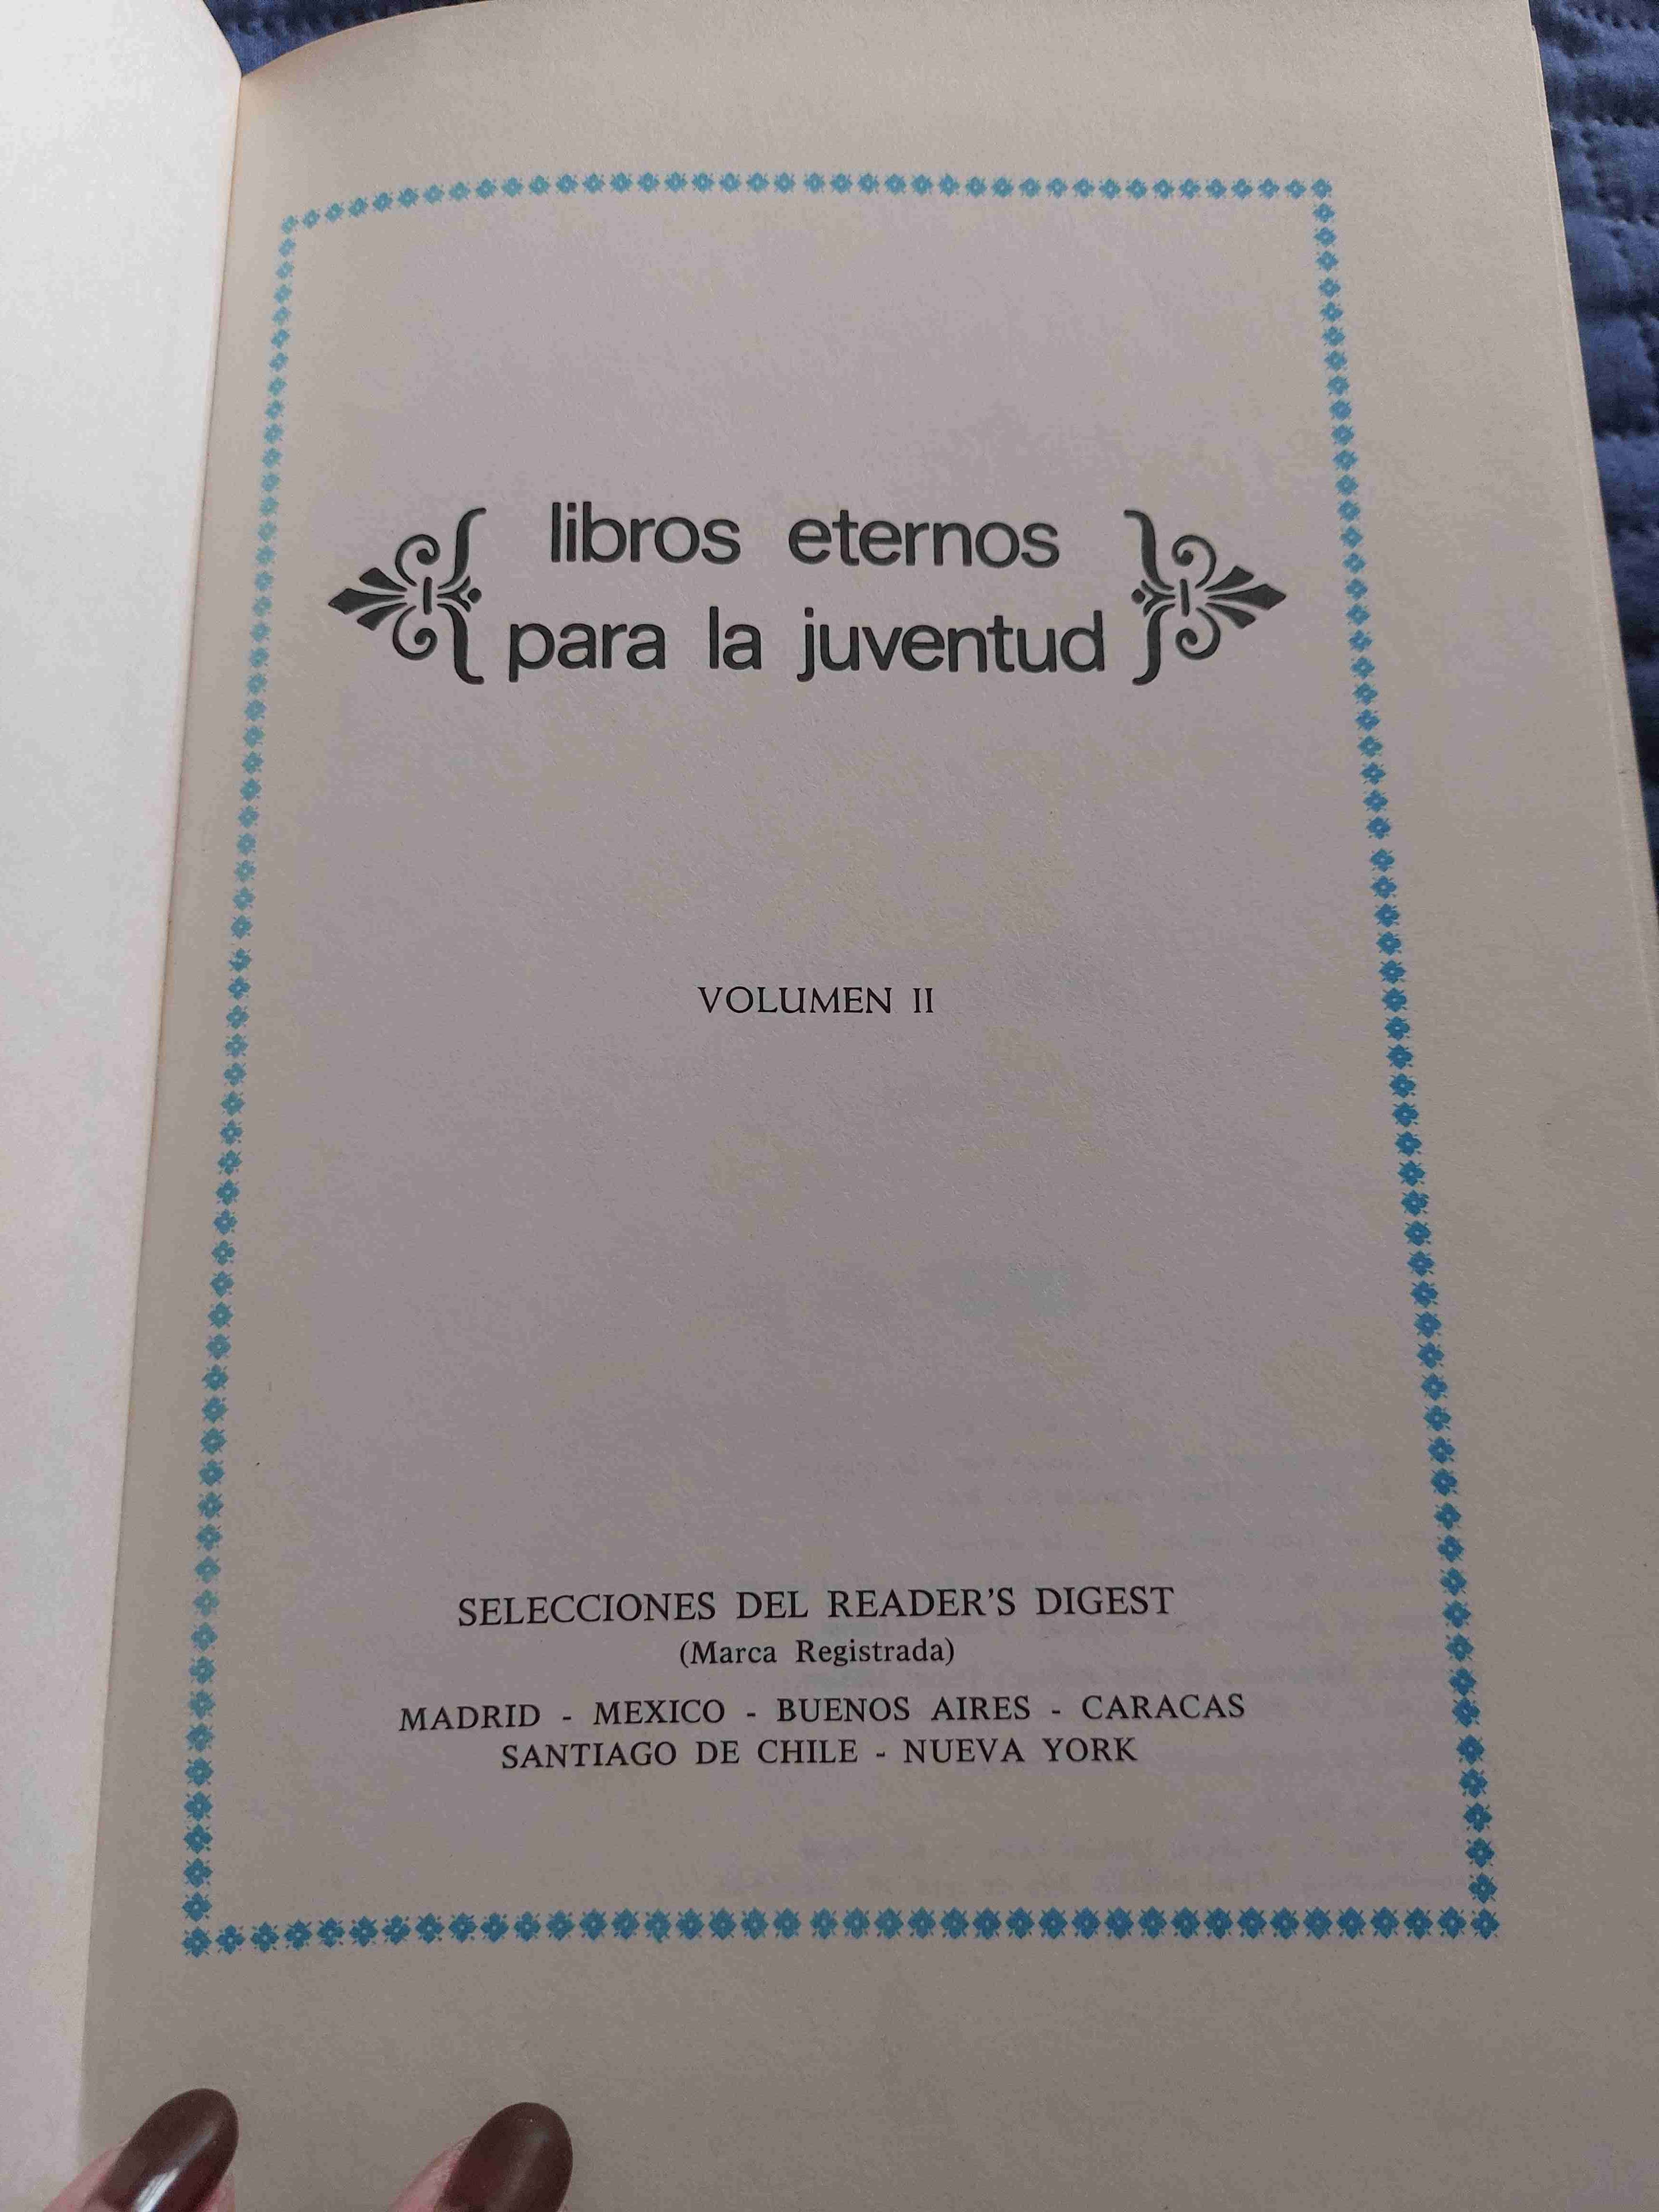 libros eternos
para la juventud
VOLUMEN II
SELECCIONES DEL READER'S DIGEST
(Marca Registrada)
MADRID - MEXICO - BUENOS AIRES - CARACAS
SANTIAGO DE CHILE - NUEVA YORK